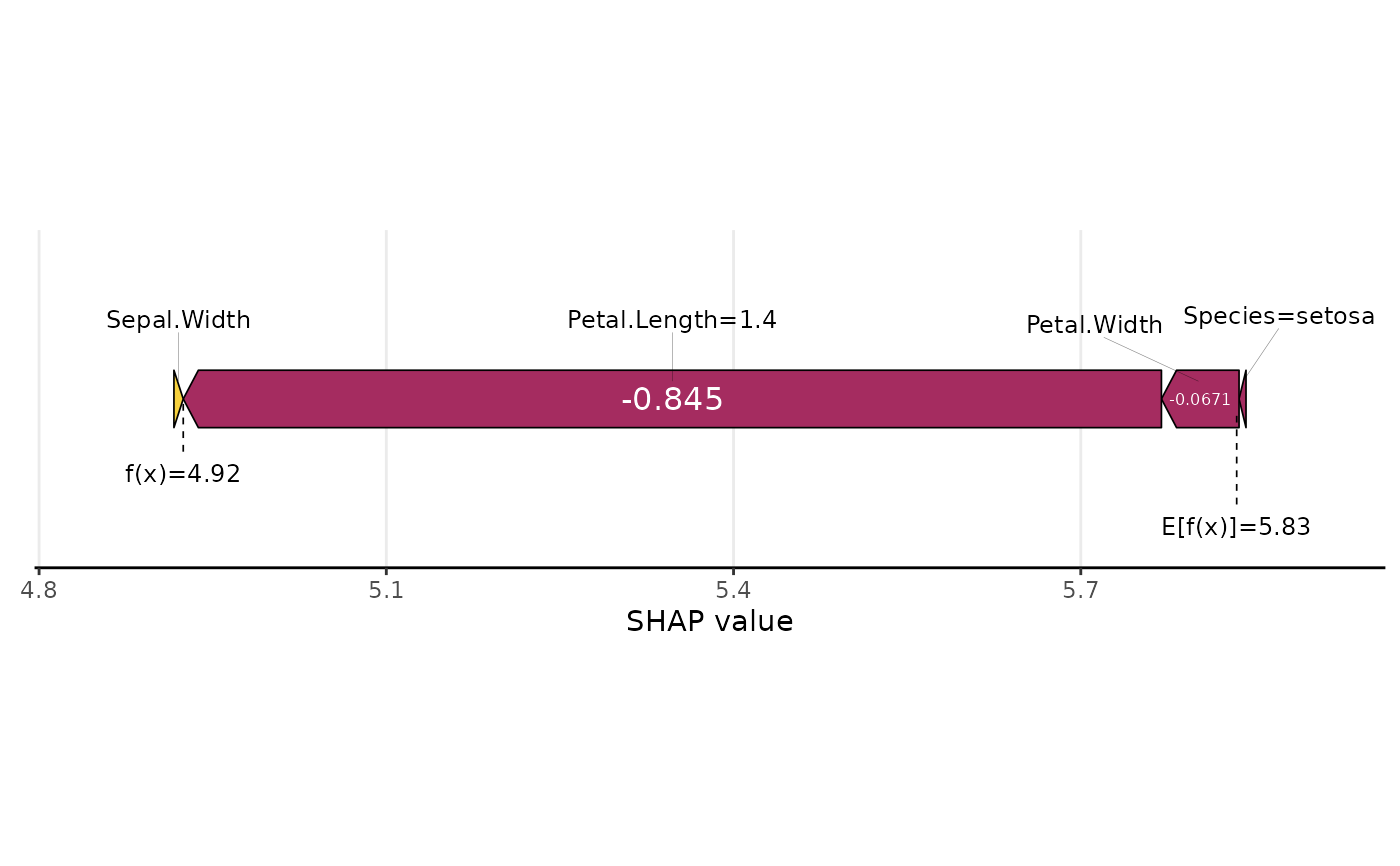 Sepal.Width
Petal.Length=1.4
Petal.Width
Species=setosa
-0.845
-0.0671
f(x)=4.92
E[f(x)]=5.83
4.8
5.1
5.4
5.7
SHAP value